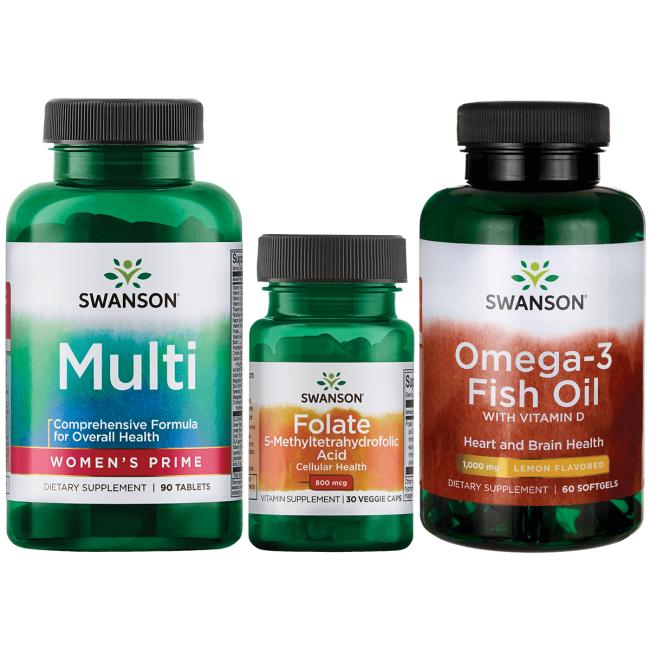 SWANSON®
Multi
Comprehensive Formula
for Overall Health
WOMEN'S PRIME
DIETARY SUPPLEMENT | 90 TABLETS
SWANSON®
Folate
5-Methyltetrahydrofolic
Acid
Cellular Health
800 mcg
VITAMIN SUPPLEMENT | 30 VEGGIE CAPS
SWANSON®
Omega-3
Fish Oil
WITH VITAMIN D
Heart and Brain Health
1,000 mg LEMON FLAVORED
DIETARY SUPPLEMENT | 60 SOFTGELS